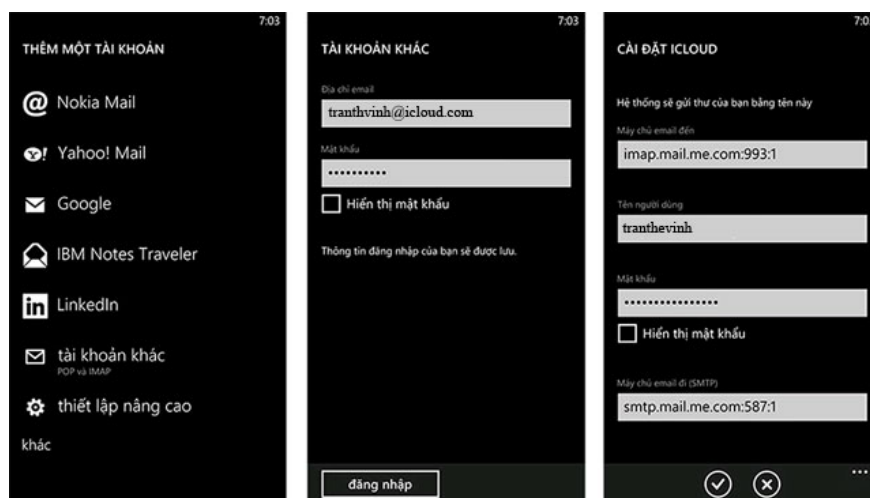 7:03
THÊM MỘT TÀI KHOẢN
Nokia Mail
Yahoo! Mail
Google
IBM Notes Traveler
LinkedIn
tài khoản khác
POP và IMAP
thiết lập nâng cao
khác
7:03
TÀI KHOẢN KHÁC
Địa chỉ email
tranthvinh@icloud.com
Mật khẩu
••••••••••
Hiển thị mật khẩu
Thông tin đăng nhập của bạn sẽ được lưu.
đăng nhập
7:0
CÀI ĐẶT ICLOUD
Hệ thống sẽ gửi thư của bạn bằng tên này
Máy chủ email đến
imap.mail.me.com:993:1
Tên người dùng
tranthevinh
Mật khẩu
••••••••••••••••
Hiển thị mật khẩu
Máy chủ email đi (SMTP)
smtp.mail.me.com:587:1